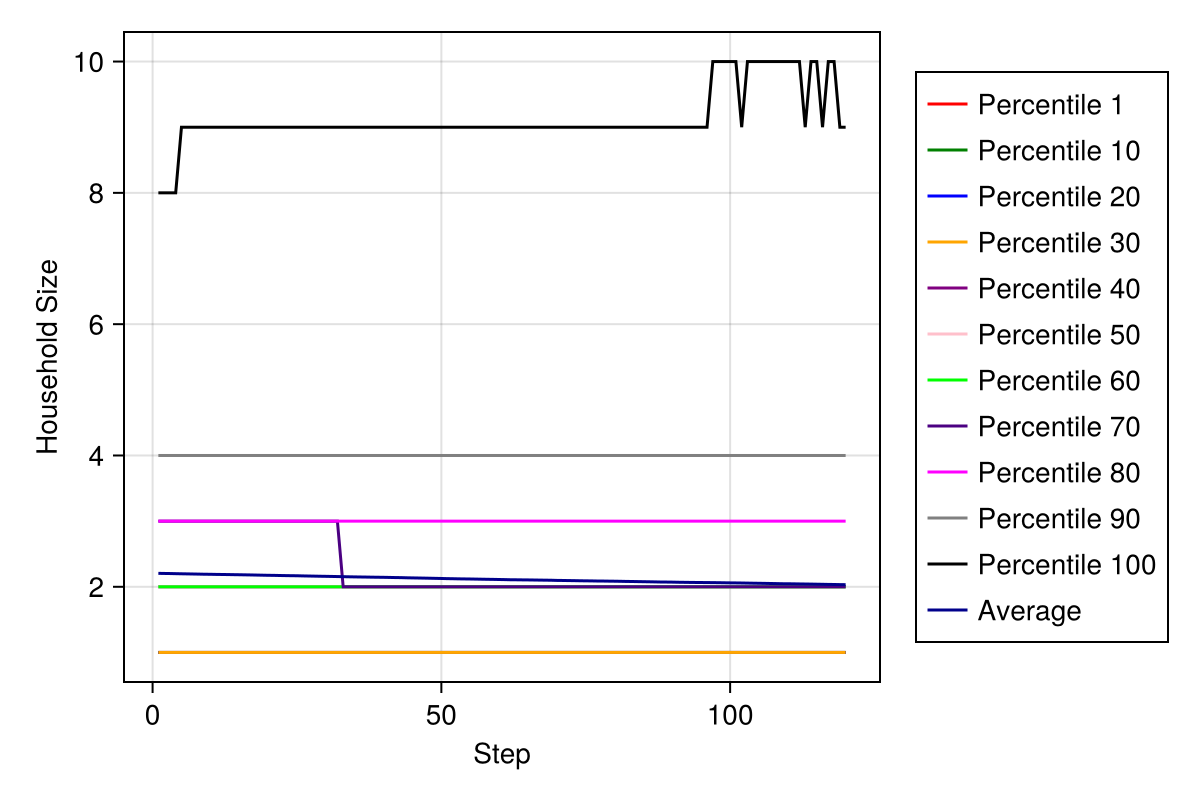 10
8
6
4
2
Household Size
0
50
100
Step
Percentile 1
Percentile 10
Percentile 20
Percentile 30
Percentile 40
Percentile 50
Percentile 60
Percentile 70
Percentile 80
Percentile 90
Percentile 100
Average